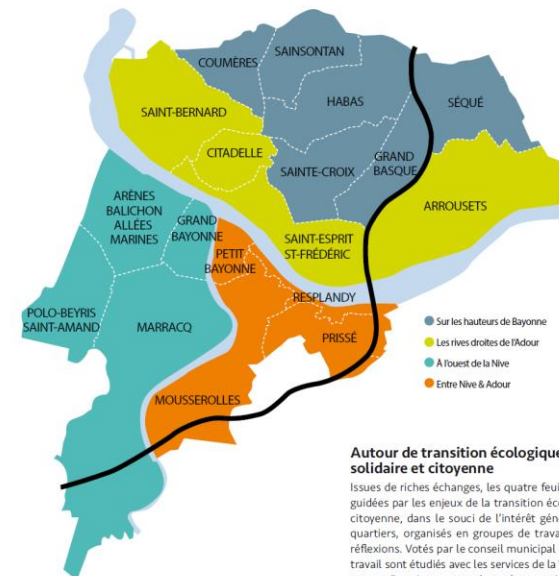 COUMÈRES
SAINSONTAN
HABAS
SÉQUÉ
SAINT-BERNARD
CITADELLE
SAINTE-CROIX
GRAND
BASQUE
ARROUSETS
ARÈNES
BALICHON
ALLÉES
MARINES
GRAND
BAYONNE
PETIT
BAYONNE
SAINT-ESPRIT
ST-FRÉDÉRIC
RESPLANDY
POLO-BEYRIS
SAINT-AMAND
MARRACQ
PRISSÉ
MOUSSEROLLES
Sur les hauteurs de Bayonne
Les rives droites de l'Adour
À l'ouest de la Nive
Entre Nive & Adour
Autour de transition écologique
solidaire et citoyenne
Issues de riches échanges, les quatre feui
guidées par les enjeux de la transition éco
citoyenne, dans le souci de l'intérêt géné
quartiers, organisés en groupes de trava
réflexions. Votés par le conseil municipal
travail sont étudiés avec les services de la